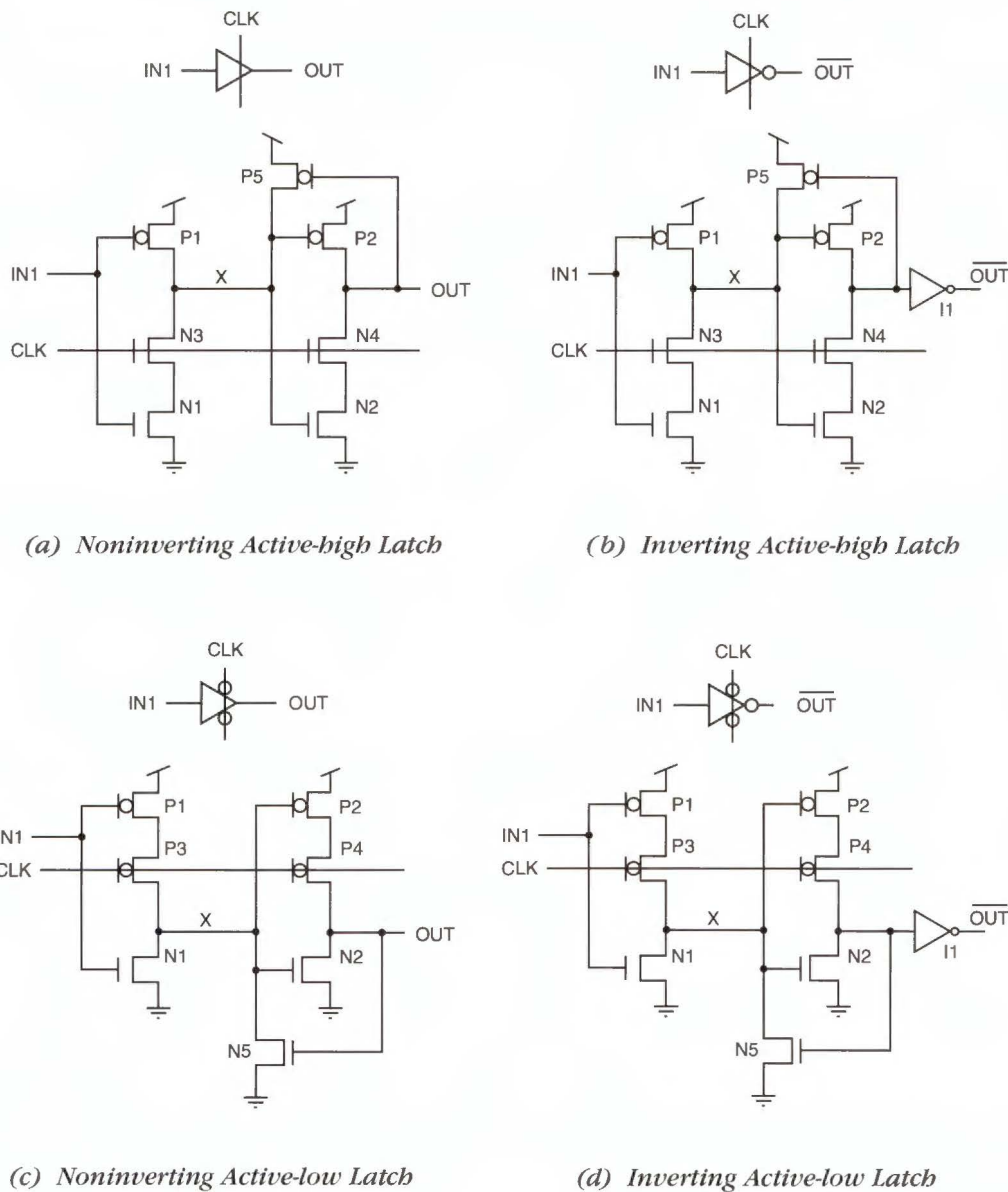 CLK
IN1 OUT
P5
P1 P2
IN1 X OUT
CLK N3 N4
N1 N2
(a) Noninverting Active-high Latch
CLK
IN1 OUT
P5
P1 P2
IN1 X OUT
I1
CLK N3 N4
N1 N2
(b) Inverting Active-high Latch
CLK
IN1 OUT
P1 P2
IN1
P3 P4
CLK
X OUT
N1 N2
N5
(c) Noninverting Active-low Latch
CLK
IN1 OUT
P1 P2
IN1
P3 P4
CLK
X OUT
I1
N1 N2
N5
(d) Inverting Active-low Latch